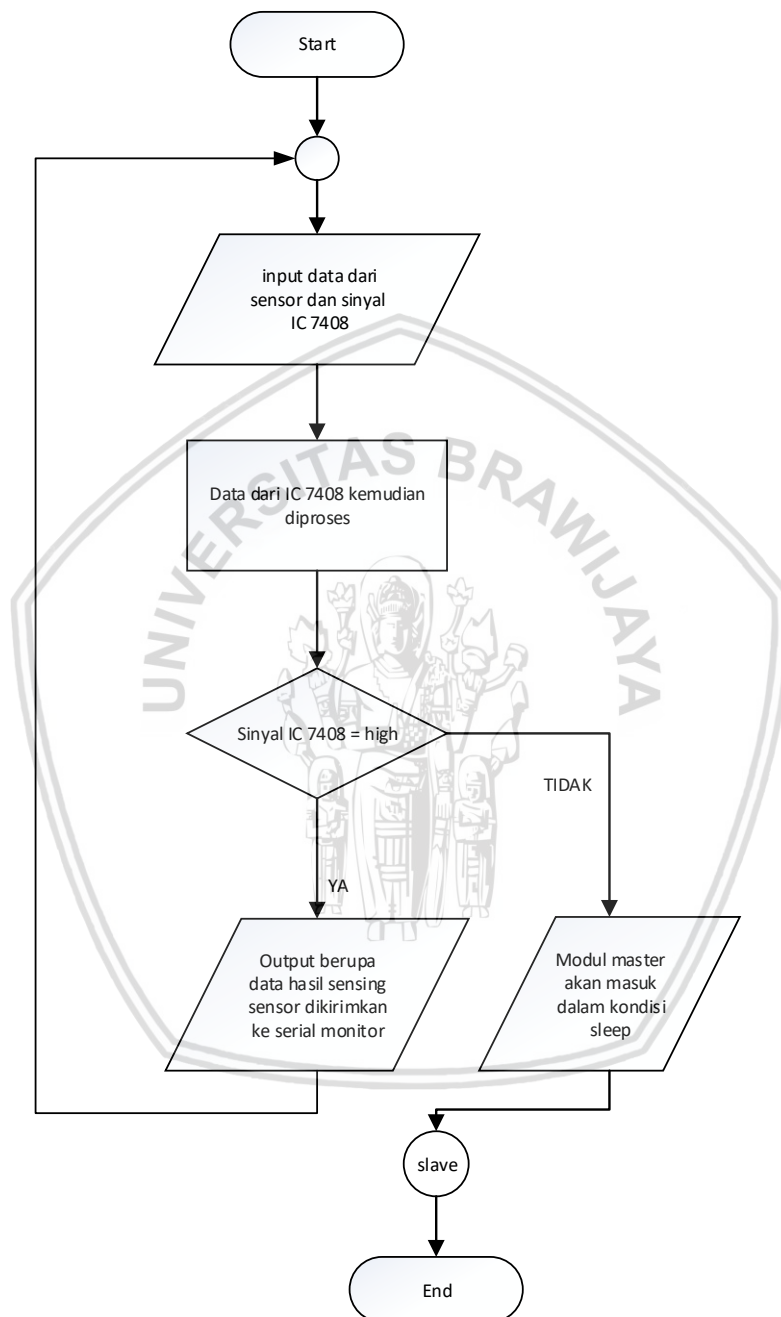 Start
input data dari
sensor dan sinyal
IC 7408
UNIVERSITAS BRAWIJAYA
Data dari IC 7408 kemudian
diproses
Sinyal IC 7408 = high
TIDAK
YA
Output berupa
data hasil sensing
sensor dikirimkan
ke serial monitor
Modul master
akan masuk
dalam kondisi
sleep
slave
End